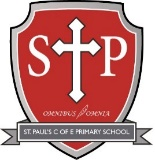 S P
OMNIBUS OMNIA
ST. PAUL'S C OF E PRIMARY SCHOOL